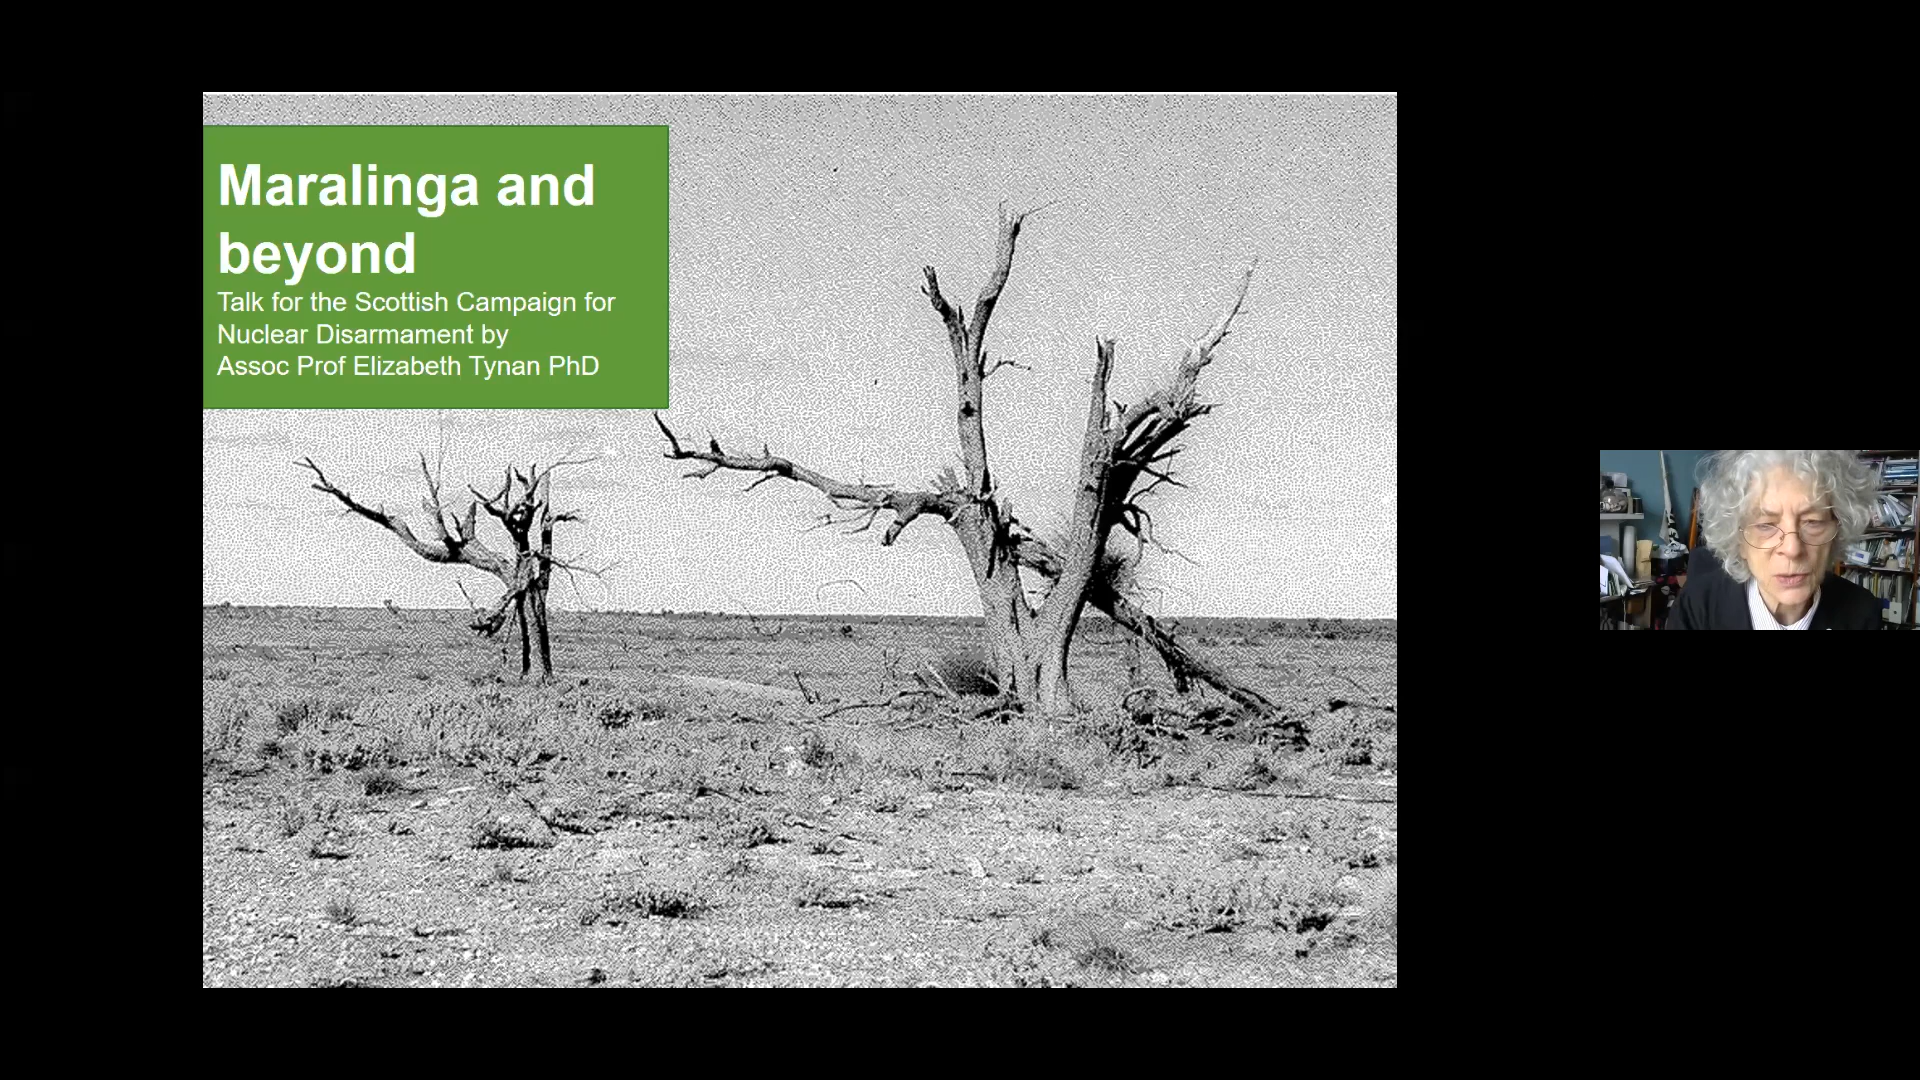 Maralinga and
beyond
Talk for the Scottish Campaign for
Nuclear Disarmament by
Assoc Prof Elizabeth Tynan PhD